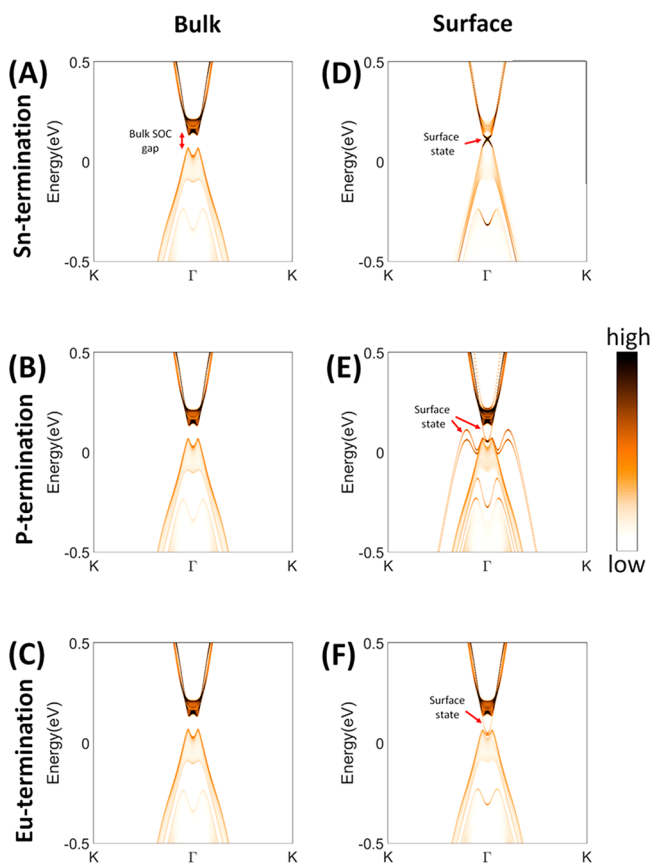 Bulk
Surface
Sn-termination
(A)
0.5
0
-0.5
Energy(eV)
Bulk SOC
gap
K
Γ
K
(D)
0.5
0
-0.5
Energy(eV)
Surface
state
K
Γ
K
P-termination
(B)
0.5
0
-0.5
Energy(eV)
K
Γ
K
(E)
0.5
0
-0.5
Energy(eV)
Surface
state
K
Γ
K
high
low
Eu-termination
(C)
0.5
0
-0.5
Energy(eV)
K
Γ
K
(F)
0.5
0
-0.5
Energy(eV)
Surface
state
K
Γ
K